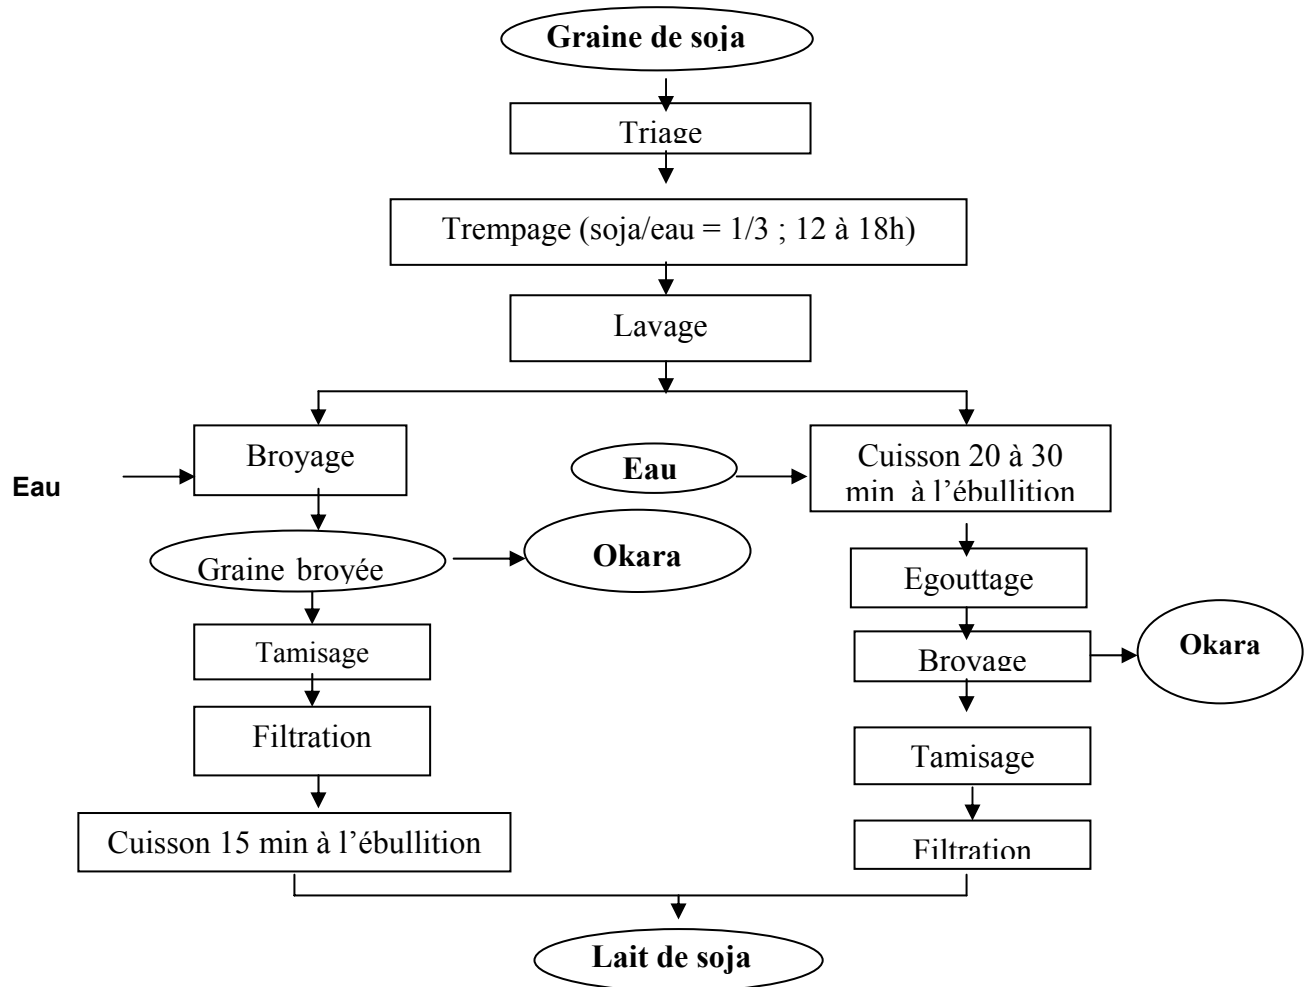 Graine de soja
Triage
Trempage (soja/eau = 1/3 ; 12 à 18h)
Lavage
Broyage
Eau
Graine broyée
Okara
Tamisage
Filtration
Cuisson 15 min à l’ébullition
Eau
Cuisson 20 à 30
min à l’ébullition
Egouttage
Broyage
Okara
Tamisage
Filtration
Lait de soja